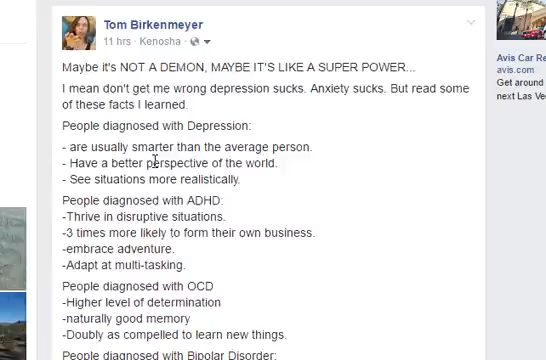 Tom Birkenmeyer
11 hrs · Kenosha ·
Maybe it's NOT A DEMON, MAYBE IT'S LIKE A SUPER POWER...
I mean don't get me wrong depression sucks. Anxiety sucks. But read some
of these facts I learned.
People diagnosed with Depression:
- are usually smarter than the average person.
- Have a better perspective of the world.
- See situations more realistically.
People diagnosed with ADHD:
-Thrive in disruptive situations.
-3 times more likely to form their own business.
-embrace adventure.
-Adapt at multi-tasking.
People diagnosed with OCD
-Higher level of determination
-naturally good memory
-Doubly as compelled to learn new things.
People diagnosed with Bipolar Disorder:
Avis Car Re
avis.com
Get around
next Las Ve